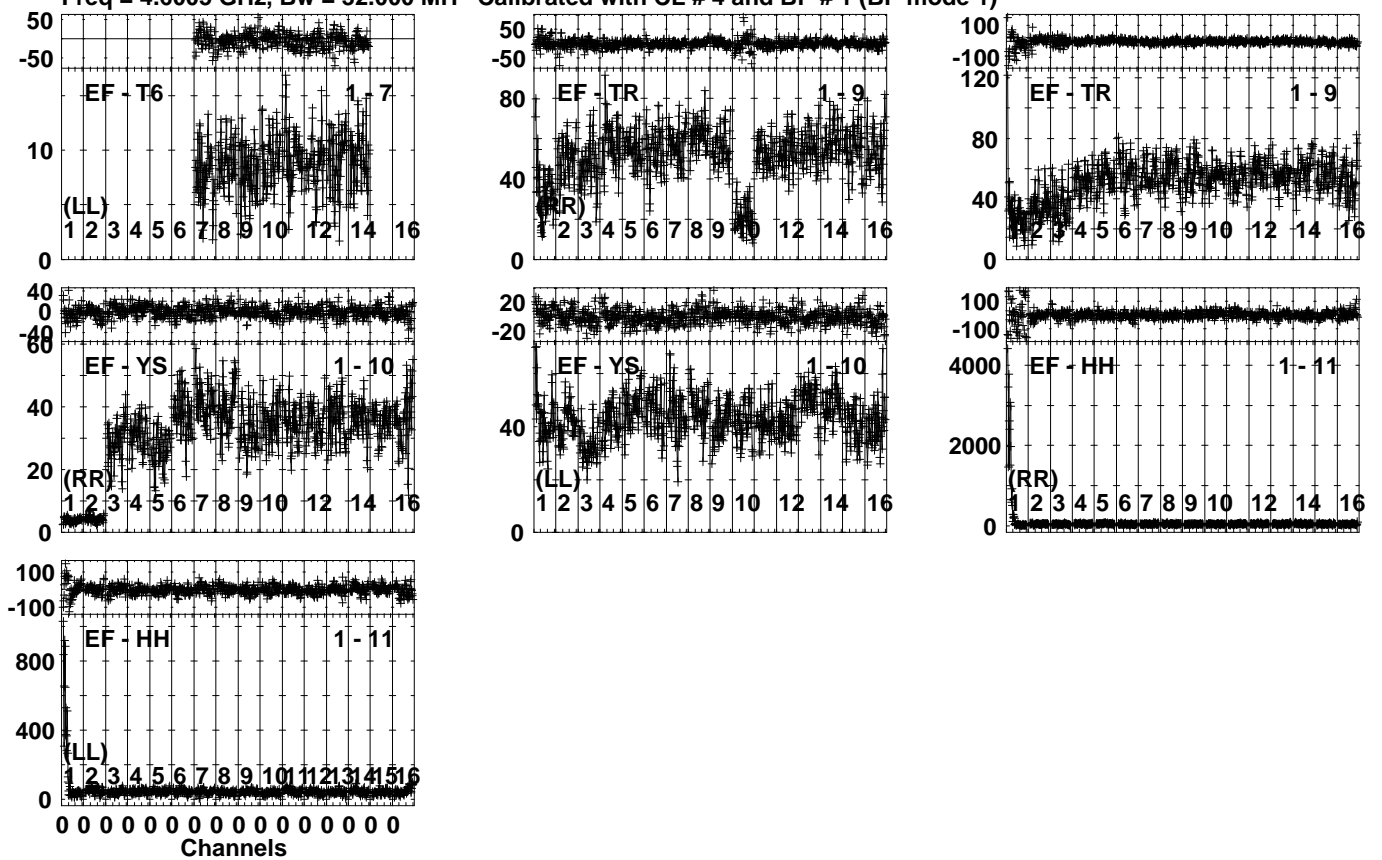 Freq = 4.6005 GHz, Bw = 32.000 MH Calibrated with CL # 4 and BP # 1 (BP mode 1)
50
-50
EF - T6 1 - 7
10
(LL)
1 2 3 4 5 6 7 8 9 10 12 14 16
0
50
-50
80
EF - TR 1 - 9
40
(RR)
1 2 3 4 5 6 7 8 9 10 12 14 16
0
100
-100
120
EF - TR 1 - 9
80
40
1 2 3 4 5 6 7 8 9 10 12 14 16
0
40
0
-40
60
EF - YS 1 - 10
40
20
(RR)
1 2 3 4 5 6 7 8 9 10 12 14 16
0
20
-20
EF - YS 1 - 10
40
(LL)
1 2 3 4 5 6 7 8 9 10 12 14 16
0
100
-100
4000
EF - HH 1 - 11
2000
(RR)
1 2 3 4 5 6 7 8 9 10 12 14 16
0
100
-100
EF - HH 1 - 11
800
400
(LL)
1 2 3 4 5 6 7 8 9 10 11 12 13 14 15 16
0
0 0 0 0 0 0 0 0 0 0 0 0 0 0 0 0
Channels